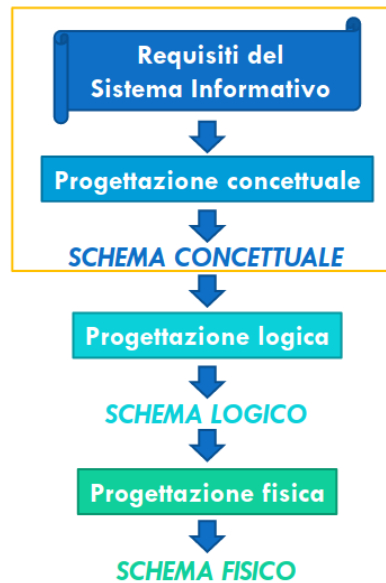 Requisiti del
Sistema Informativo
Progettazione concettuale
SCHEMA CONCETTUALE
Progettazione logica
SCHEMA LOGICO
Progettazione fisica
SCHEMA FISICO